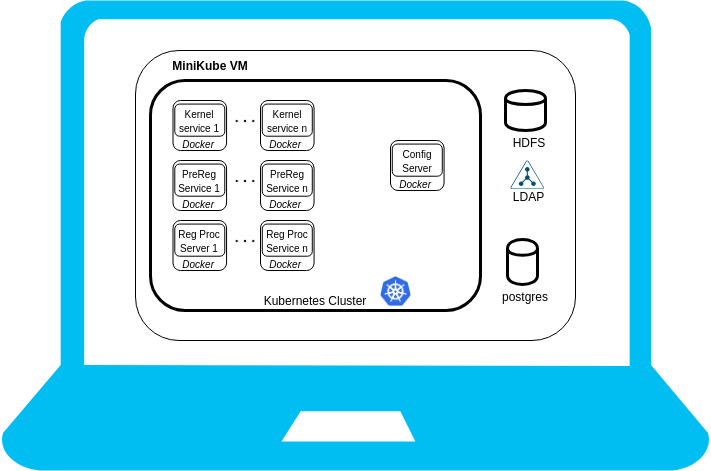 MiniKube VM
Kernel
service 1
Docker
. . .
Kernel
service n
Docker
PreReg
Service 1
Docker
. . .
PreReg
Service n
Docker
Reg Proc
Server 1
Docker
. . .
Reg Proc
Service n
Docker
Config
Server
Docker
Kubernetes Cluster
HDFS
LDAP
postgres